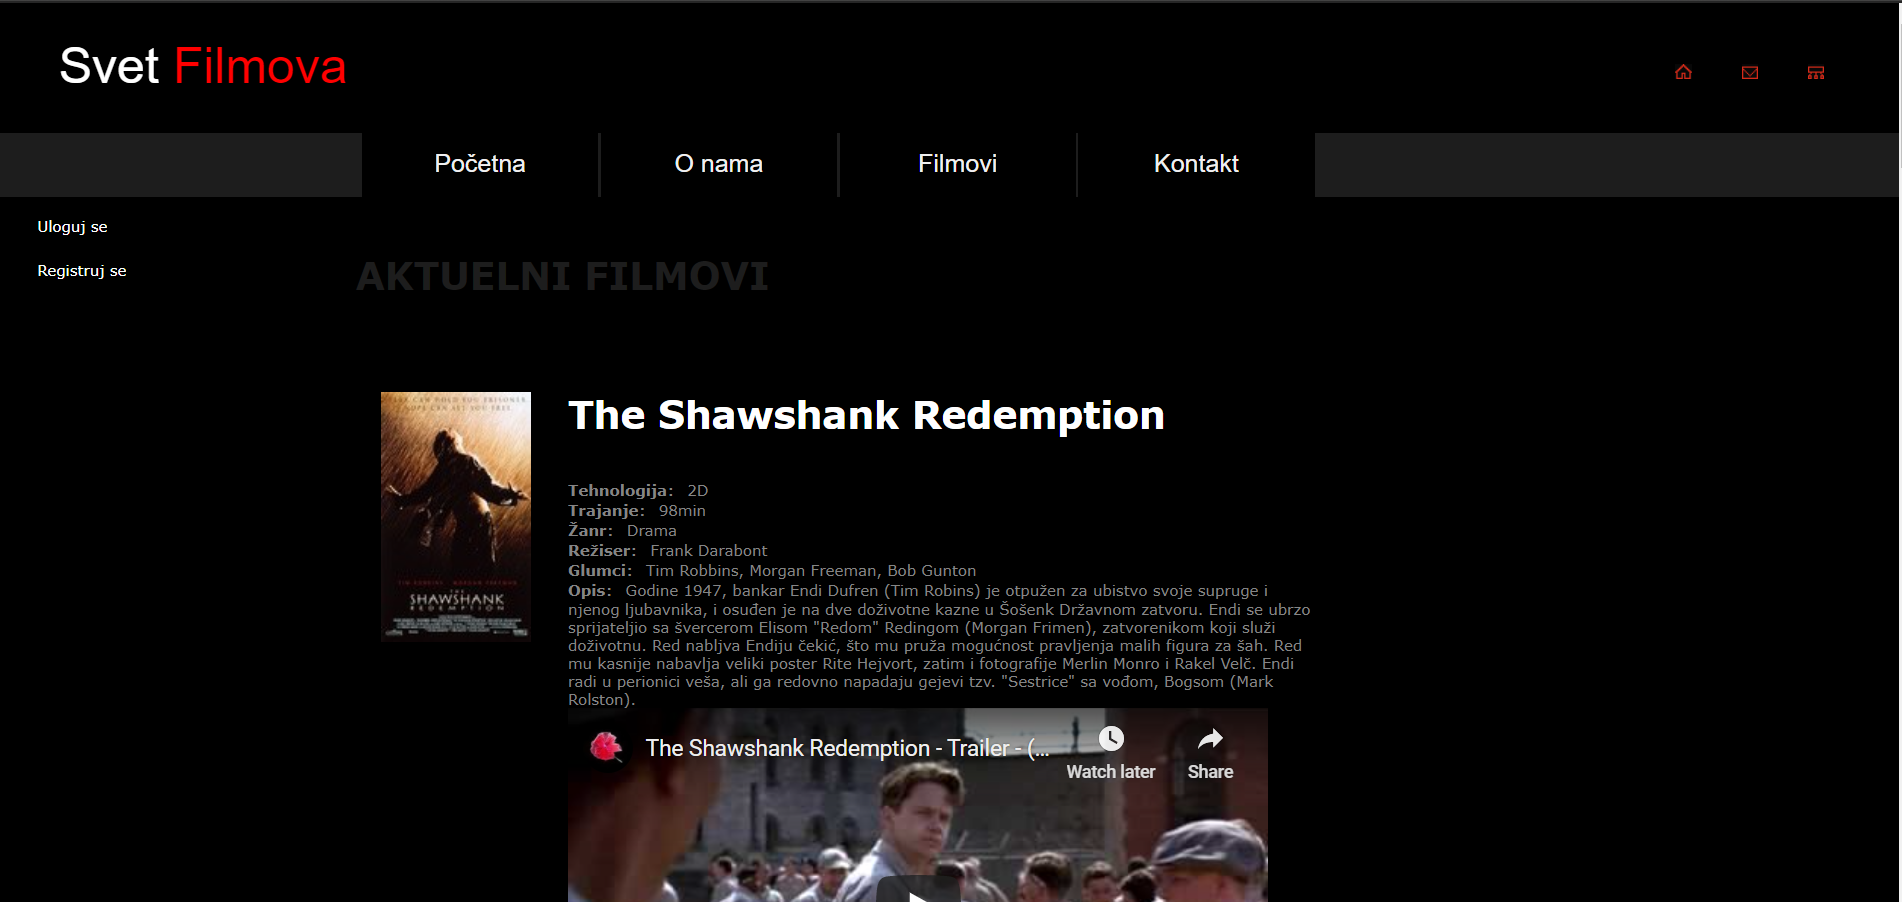 Svet Filmova
Početna
O nama
Filmovi
Kontakt
Uloguj se
Registruj se
AKTUELNI FILMOVI
The Shawshank Redemption
TIM ROBBINS MORGAN FREEMAN
THE
SHAWSHANK
REDEMPTION
Tehnologija: 2D
Trajanje: 98min
Žanr: Drama
Režiser: Frank Darabont
Glumci: Tim Robbins, Morgan Freeman, Bob Gunton
Opis: Godine 1947, bankar Endi Dufren (Tim Robins) je otpužen za ubistvo svoje supruge i
njenog ljubavnika, i osuđen je na dve doživotne kazne u Šošenk Državnom zatvoru. Endi se ubrzo
sprijateljio sa švercerom Elisom "Redom" Redingom (Morgan Frimen), zatvorenikom koji služi
doživotnu. Red nabljva Endiju čekić, što mu pruža mogućnost pravljenja malih figura za šah. Red
mu kasnije nabavlja veliki poster Rite Hejvort, zatim i fotografije Merlin Monro i Rakel Velč. Endi
radi u perionici veša, ali ga redovno napadaju gejevi tzv. "Sestrice" sa vođom, Bogsom (Mark
Rolston).
The Shawshank Redemption - Trailer - (...
Watch later
Share